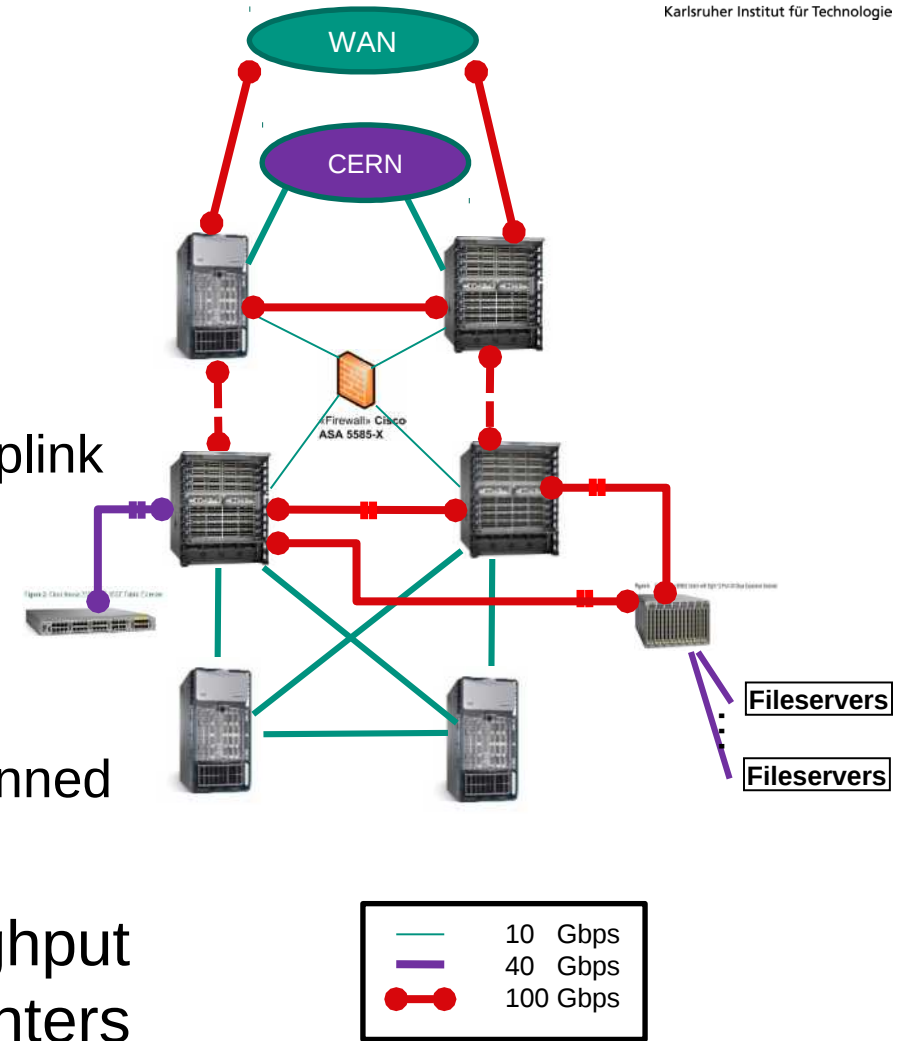 Karlsruher Institut für Technologie
WAN
CERN
«Firewall» Cisco
ASA 5585-X
plink
Fileservers
Fileservers
nned
ghput
nters
10 Gbps
40 Gbps
100 Gbps